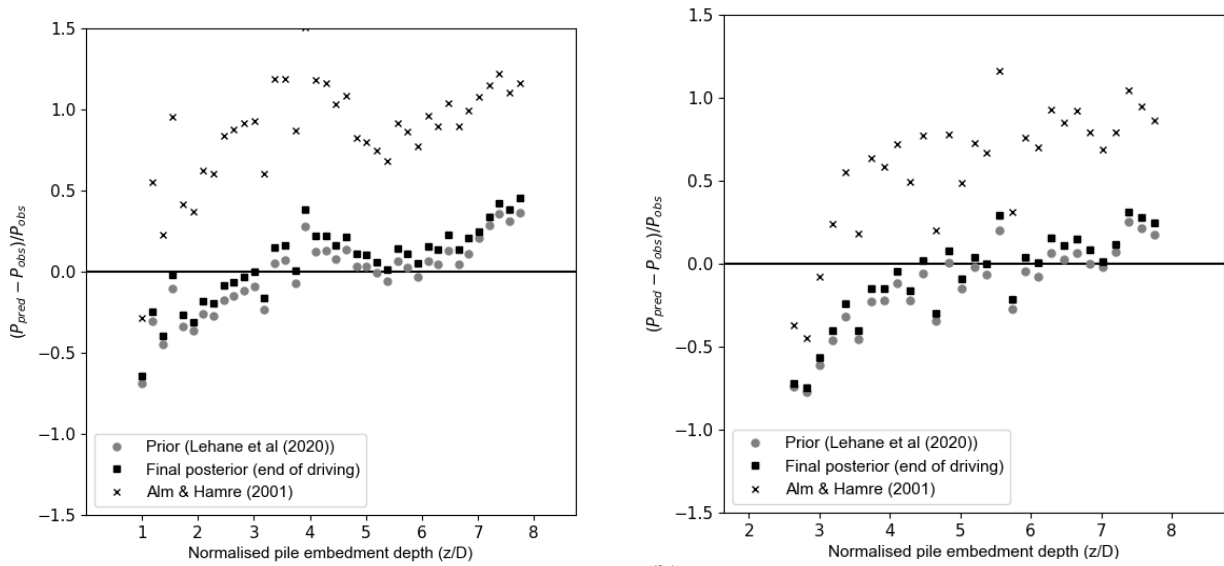 1.5
1.0
0.5
0.0
−0.5
−1.0
−1.5
(P_pred − P_obs)/P_obs
Prior (Lehane et al (2020))
Final posterior (end of driving)
Alm & Hamre (2001)
1 2 3 4 5 6 7 8
Normalised pile embedment depth (z/D)
1.5
1.0
0.5
0.0
−0.5
−1.0
−1.5
(P_pred − P_obs)/P_obs
Prior (Lehane et al (2020))
Final posterior (end of driving)
Alm & Hamre (2001)
2 3 4 5 6 7 8
Normalised pile embedment depth (z/D)